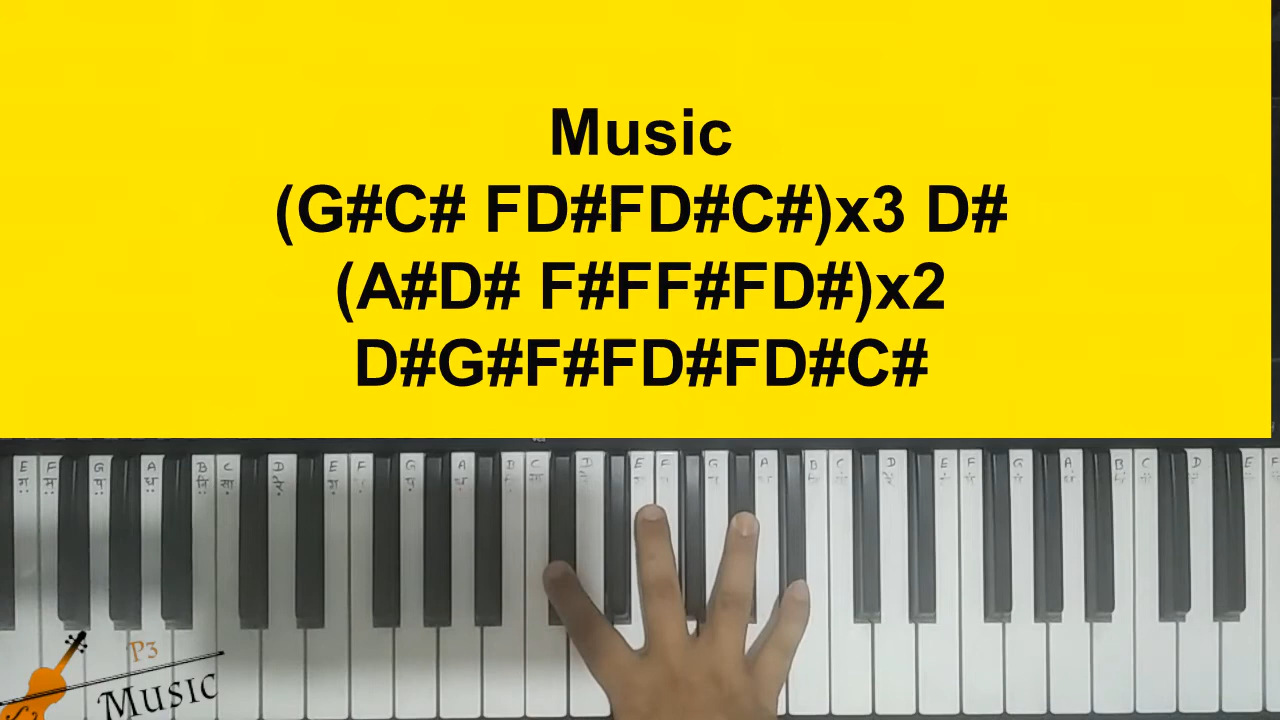 Music
(G#C# FD#FD#C#)x3 D#
(A#D# F#FF#FD#)x2
D#G#F#FD#FD#C#
E F G A B C D E F G A B C D E F G A B C D E F G A B C D E F
P3
Music